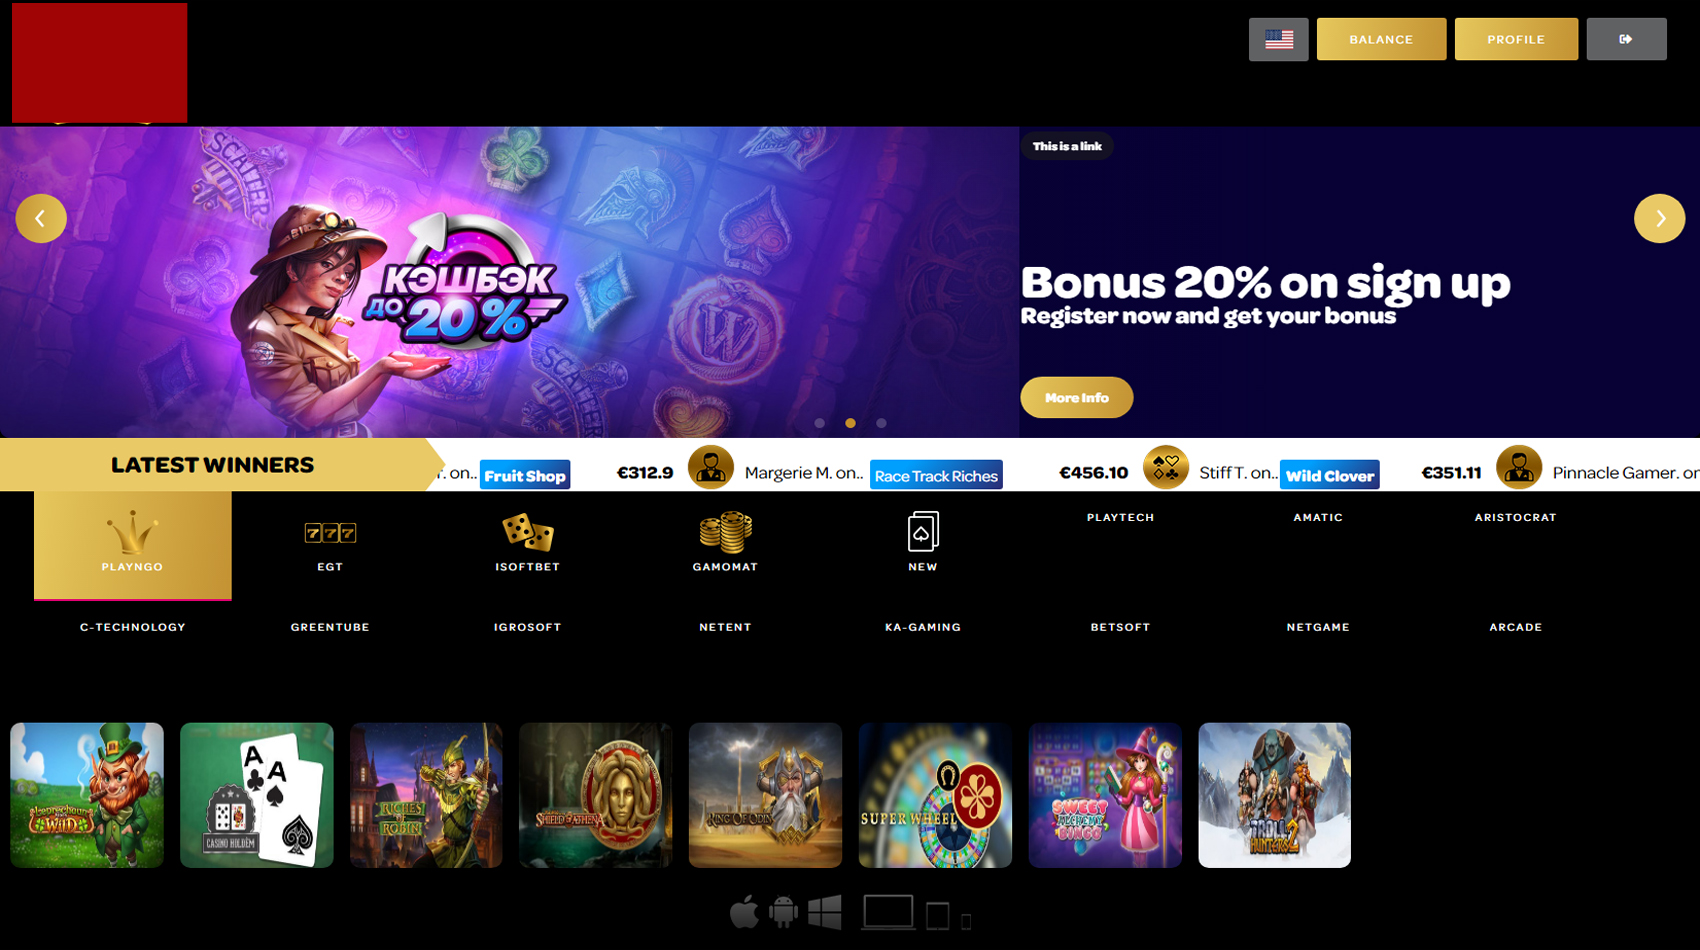 BALANCE
PROFILE
This is a link
КЭШБЭК
ДО 20%
Bonus 20% on sign up
Register now and get your bonus
More Info
LATEST WINNERS
on.. Fruit Shop €312.9 Margerie M. on.. Race Track Riches €456.10 Stiff T. on.. Wild Clover €351.11 Pinnacle Gamer. on
PLAYTECH AMATIC ARISTOCRAT
PLAYNGO EGT ISOFTBET GAMOMAT NEW
C-TECHNOLOGY GREENTUBE IGROSOFT NETENT KA-GAMING BETSOFT NETGAME ARCADE
Leprechaun
WILD
CASINO HOLDEM
RICHES
OF
ROBIN
SHIELD OF ATHENA
RING OF ODIN
SUPER WHEEL
SWEET
ALCHEMY
BINGO
TROLL
HUNTERS 2